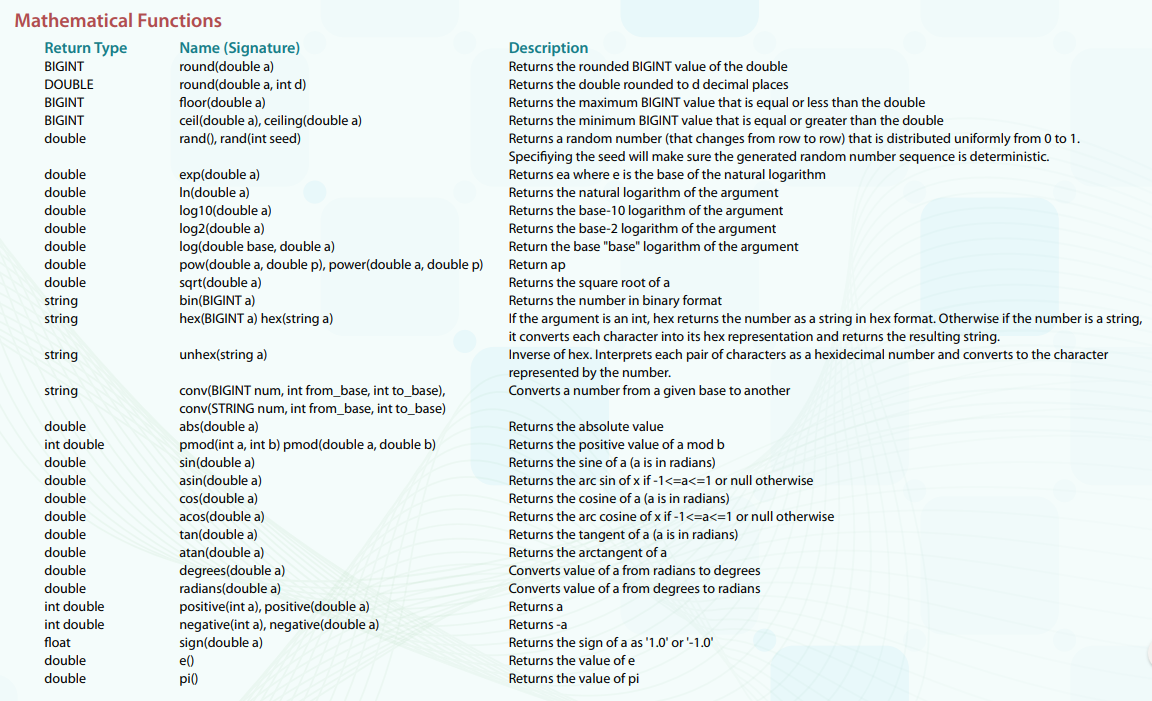 Mathematical Functions
Return Type Name (Signature) Description
BIGINT round(double a) Returns the rounded BIGINT value of the double
DOUBLE round(double a, int d) Returns the double rounded to d decimal places
BIGINT floor(double a) Returns the maximum BIGINT value that is equal or less than the double
BIGINT ceil(double a), ceiling(double a) Returns the minimum BIGINT value that is equal or greater than the double
double rand(), rand(int seed) Returns a random number (that changes from row to row) that is distributed uniformly from 0 to 1.
Specifiying the seed will make sure the generated random number sequence is deterministic.
double exp(double a) Returns ea where e is the base of the natural logarithm
double ln(double a) Returns the natural logarithm of the argument
double log10(double a) Returns the base-10 logarithm of the argument
double log2(double a) Returns the base-2 logarithm of the argument
double log(double base, double a) Return the base "base" logarithm of the argument
double pow(double a, double p), power(double a, double p) Return ap
double sqrt(double a) Returns the square root of a
string bin(BIGINT a) Returns the number in binary format
string hex(BIGINT a) hex(string a) If the argument is an int, hex returns the number as a string in hex format. Otherwise if the number is a string,
it converts each character into its hex representation and returns the resulting string.
string unhex(string a) Inverse of hex. Interprets each pair of characters as a hexidecimal number and converts to the character
represented by the number.
string conv(BIGINT num, int from_base, int to_base), Converts a number from a given base to another
conv(STRING num, int from_base, int to_base)
double abs(double a) Returns the absolute value
int double pmod(int a, int b) pmod(double a, double b) Returns the positive value of a mod b
double sin(double a) Returns the sine of a (a is in radians)
double asin(double a) Returns the arc sin of x if -1<=a<=1 or null otherwise
double cos(double a) Returns the cosine of a (a is in radians)
double acos(double a) Returns the arc cosine of x if -1<=a<=1 or null otherwise
double tan(double a) Returns the tangent of a (a is in radians)
double atan(double a) Returns the arctangent of a
double degrees(double a) Converts value of a from radians to degrees
double radians(double a) Converts value of a from degrees to radians
int double positive(int a), positive(double a) Returns a
int double negative(int a), negative(double a) Returns -a
float sign(double a) Returns the sign of a as '1.0' or '-1.0'
double e() Returns the value of e
double pi() Returns the value of pi